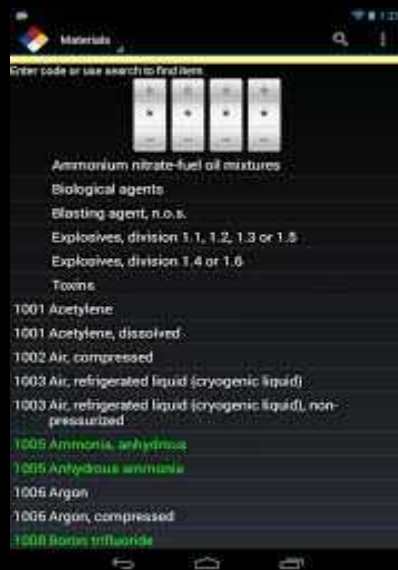 Materials
Enter code or use search to find item
Ammonium nitrate-fuel oil mixtures
Biological agents
Blasting agent, n.o.s.
Explosives, division 1.1, 1.2, 1.3 or 1.5
Explosives, division 1.4 or 1.6
Toxins
1001 Acetylene
1001 Acetylene, dissolved
1002 Air, compressed
1003 Air, refrigerated liquid (cryogenic liquid)
1003 Air, refrigerated liquid (cryogenic liquid), non-
pressurized
1005 Ammonia, anhydrous
1005 Anhydrous ammonia
1006 Argon
1006 Argon, compressed
1008 Boron trifluoride